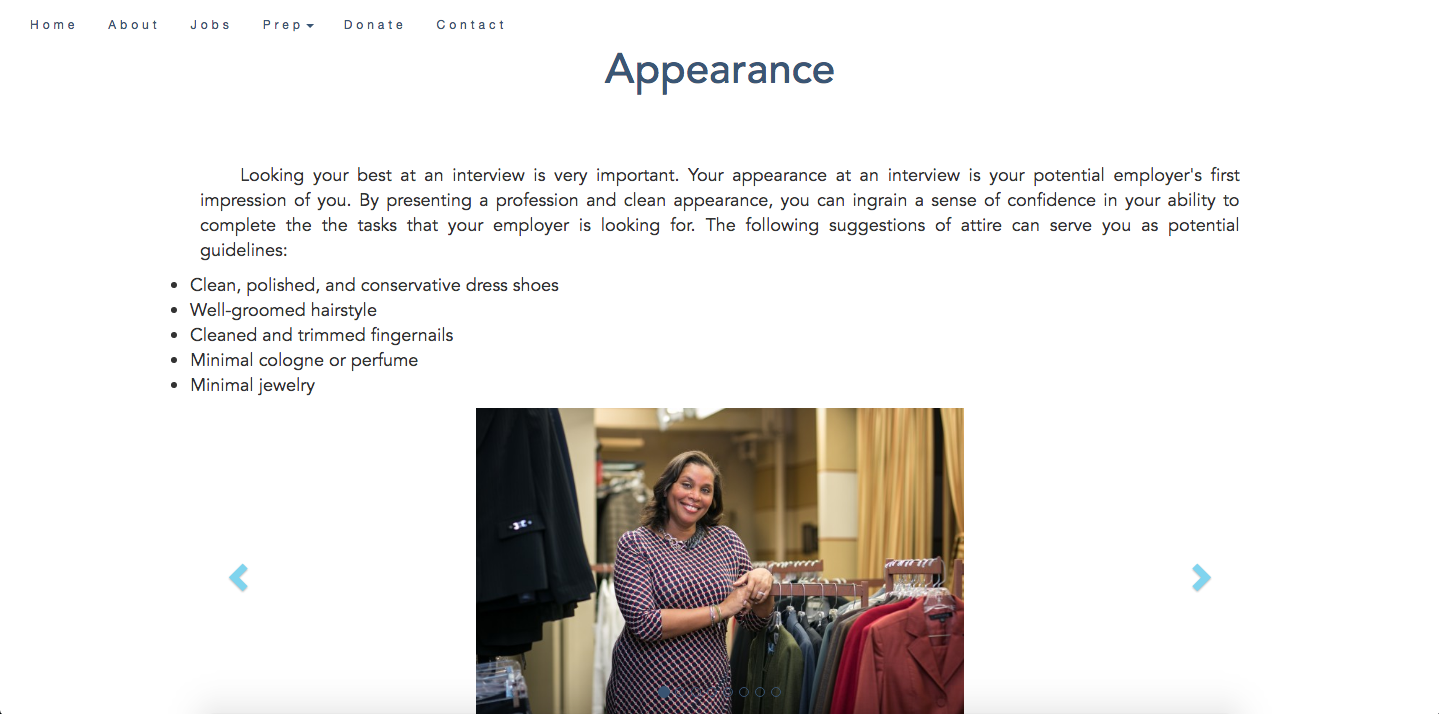 Home About Jobs Prep Donate Contact
Appearance
Looking your best at an interview is very important. Your appearance at an interview is your potential employer's first
impression of you. By presenting a profession and clean appearance, you can ingrain a sense of confidence in your ability to
complete the the tasks that your employer is looking for. The following suggestions of attire can serve you as potential
guidelines:
• Clean, polished, and conservative dress shoes
• Well-groomed hairstyle
• Cleaned and trimmed fingernails
• Minimal cologne or perfume
• Minimal jewelry